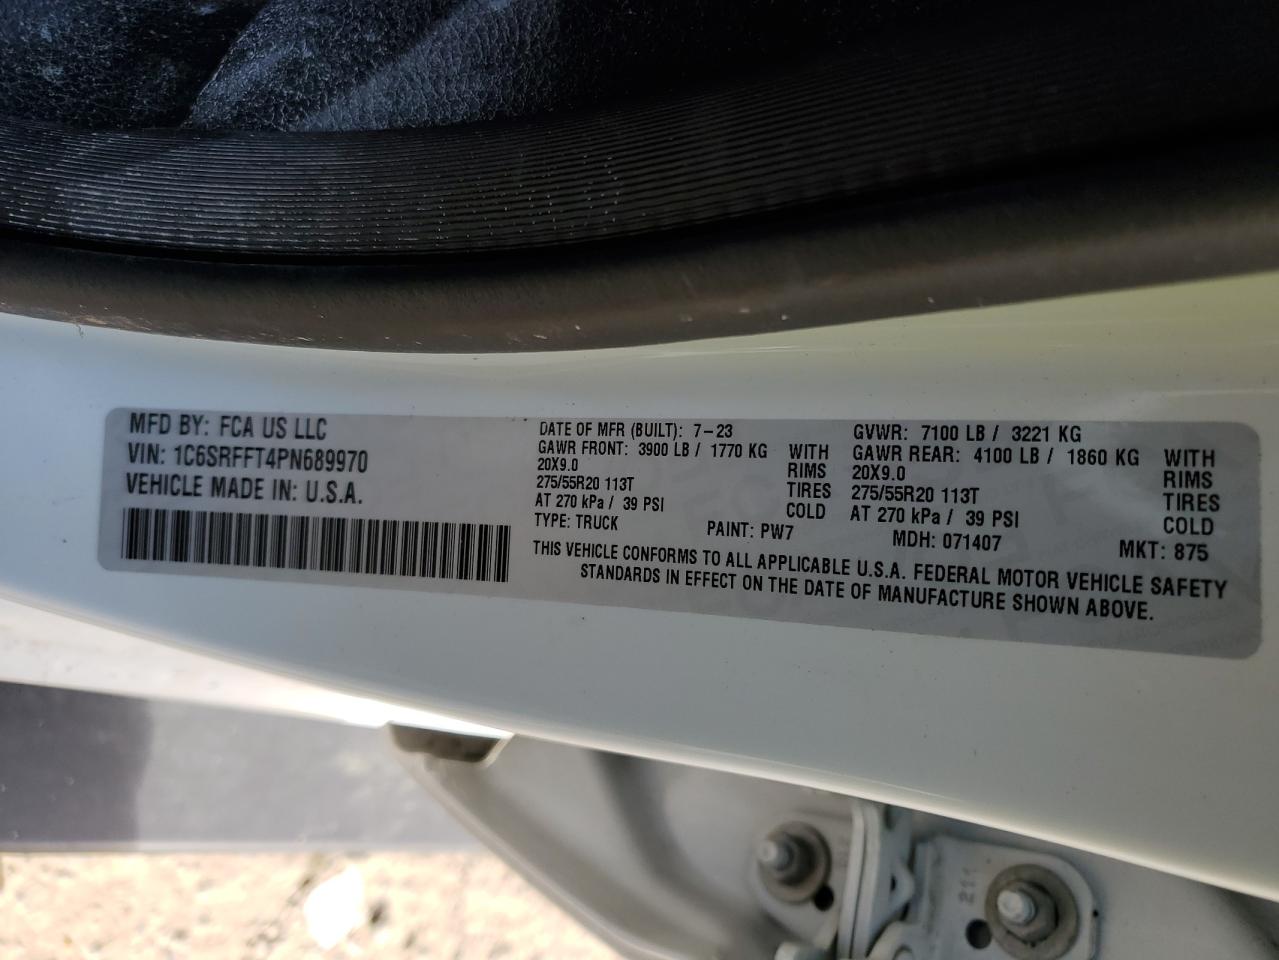 MFD BY: FCA US LLC
VIN: 1C6SRFFT4PN689970
VEHICLE MADE IN: U.S.A.
DATE OF MFR (BUILT): 7-23
GAWR FRONT: 3900 LB / 1770 KG WITH
20X9.0 RIMS
275/55R20 113T TIRES
AT 270 kPa / 39 PSI COLD
GVWR: 7100 LB / 3221 KG
GAWR REAR: 4100 LB / 1860 KG WITH
20X9.0 RIMS
275/55R20 113T TIRES
AT 270 kPa / 39 PSI COLD
TYPE: TRUCK PAINT: PW7 MDH: 071407 MKT: 875
THIS VEHICLE CONFORMS TO ALL APPLICABLE U.S.A. FEDERAL MOTOR VEHICLE SAFETY
STANDARDS IN EFFECT ON THE DATE OF MANUFACTURE SHOWN ABOVE.
211